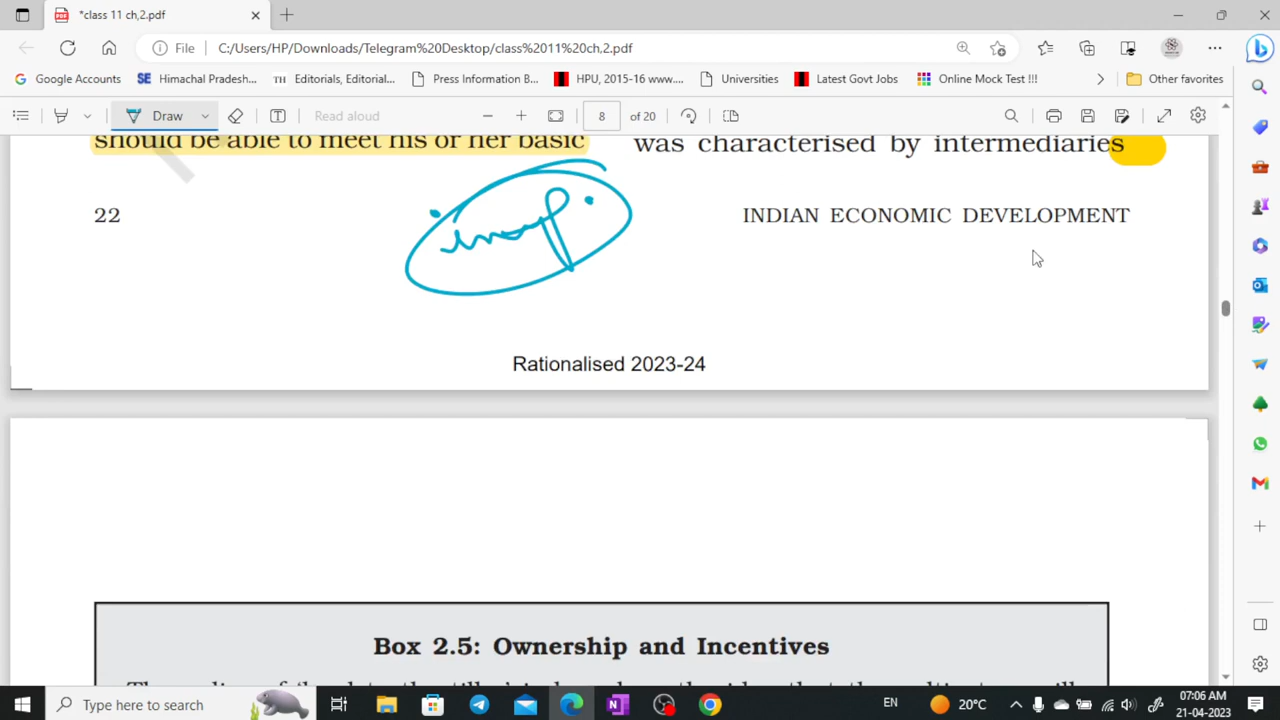 *class 11 ch,2.pdf
File C:/Users/HP/Downloads/Telegram%20Desktop/class%2011%20ch,2.pdf
Google Accounts SE Himachal Pradesh... TH Editorials, Editorial... Press Information B... HPU, 2015-16 www.... Universities Latest Govt Jobs Online Mock Test !!! Other favorites
Draw Read aloud 8 of 20
should be able to meet his or her basic
was characterised by intermediaries
22
INDIAN ECONOMIC DEVELOPMENT
Rationalised 2023-24
Box 2.5: Ownership and Incentives
Type here to search
EN 20°C 07:06 AM
21-04-2023